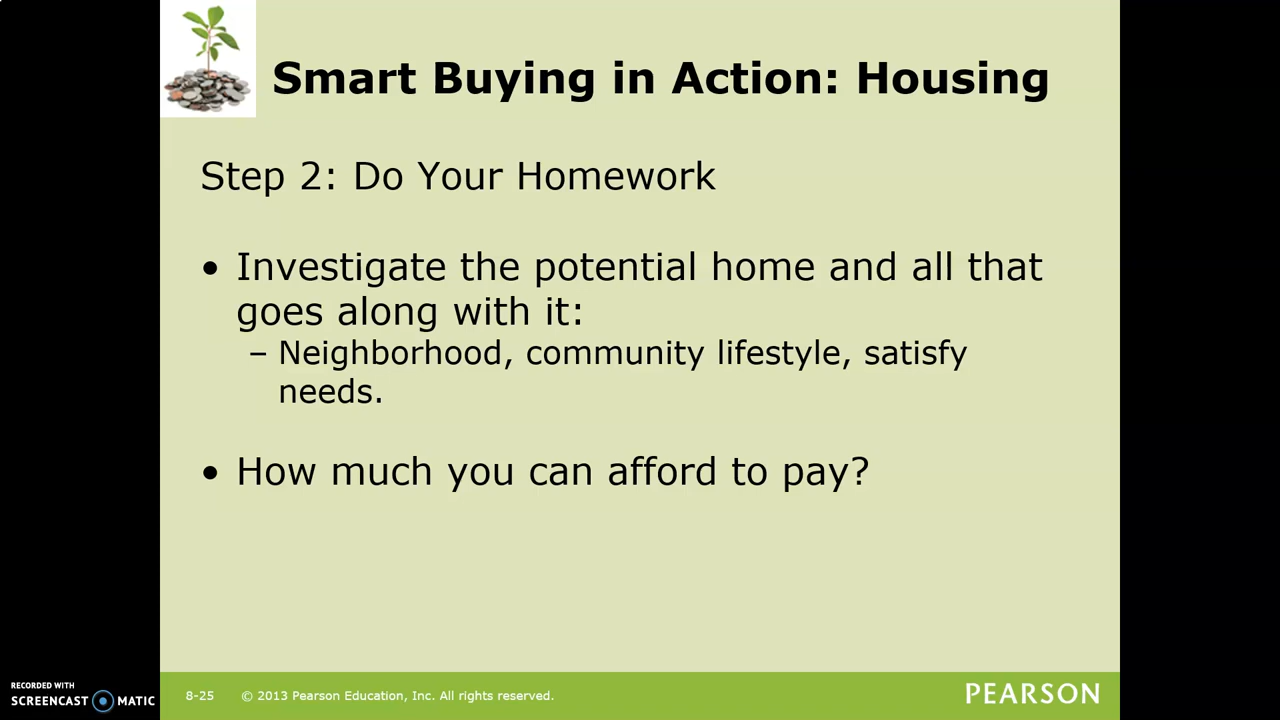 Smart Buying in Action: Housing
Step 2: Do Your Homework
• Investigate the potential home and all that
goes along with it:
– Neighborhood, community lifestyle, satisfy
needs.
• How much you can afford to pay?
RECORDED WITH
SCREENCAST MATIC
8-25 © 2013 Pearson Education, Inc. All rights reserved.
PEARSON